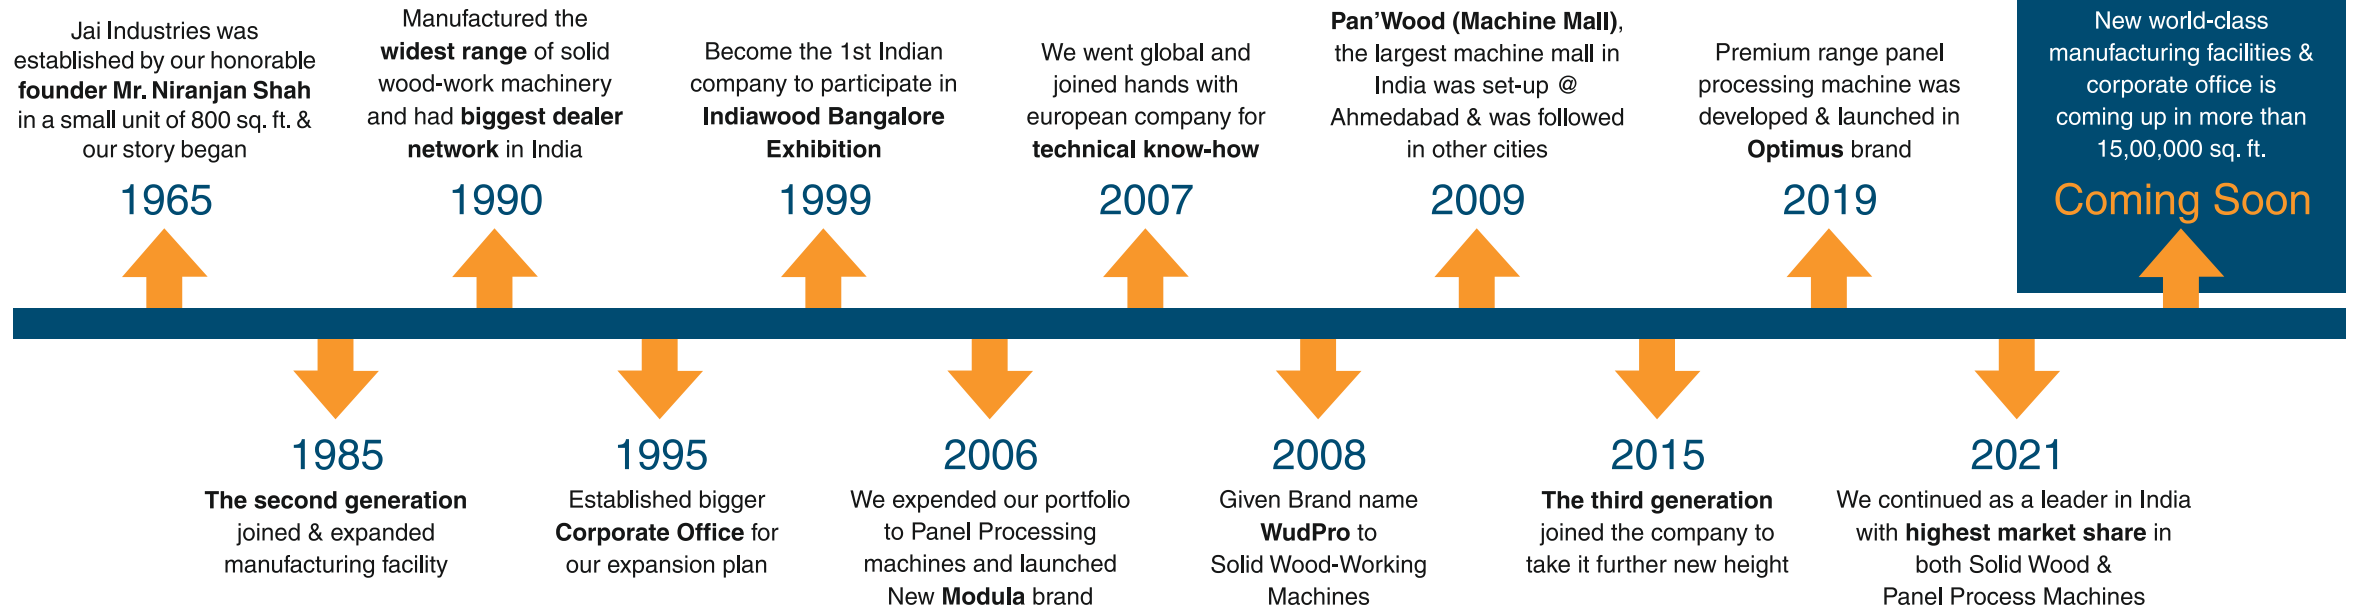 Jai Industries was
established by our honorable
founder Mr. Niranjan Shah
in a small unit of 800 sq. ft. &
our story began
1965
Manufactured the
widest range of solid
wood-work machinery
and had biggest dealer
network in India
1990
Become the 1st Indian
company to participate in
Indiawood Bangalore
Exhibition
1999
We went global and
joined hands with
european company for
technical know-how
2007
Pan'Wood (Machine Mall),
the largest machine mall in
India was set-up @
Ahmedabad & was followed
in other cities
2009
Premium range panel
processing machine was
developed & launched in
Optimus brand
2019
New world-class
manufacturing facilities &
corporate office is
coming up in more than
15,00,000 sq. ft.
Coming Soon
1985
The second generation
joined & expanded
manufacturing facility
1995
Established bigger
Corporate Office for
our expansion plan
2006
We expended our portfolio
to Panel Processing
machines and launched
New Modula brand
2008
Given Brand name
WudPro to
Solid Wood-Working
Machines
2015
The third generation
joined the company to
take it further new height
2021
We continued as a leader in India
with highest market share in
both Solid Wood &
Panel Process Machines